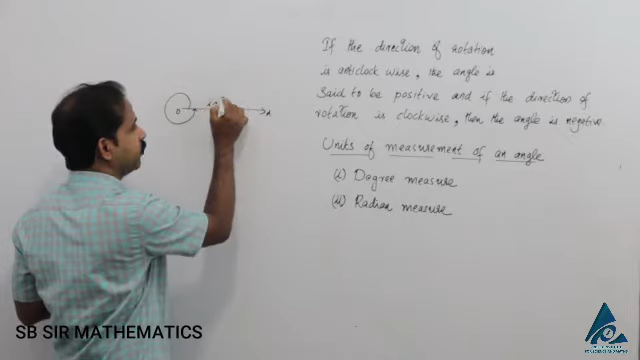 If the direction of rotation
is anticlock wise, the angle is
said to be positive and if the direction of
rotation is clockwise, then the angle is negative.
Units of measurement of an angle
(i) Degree measure
(ii) Radian measure
O
A
SB SIR MATHEMATICS